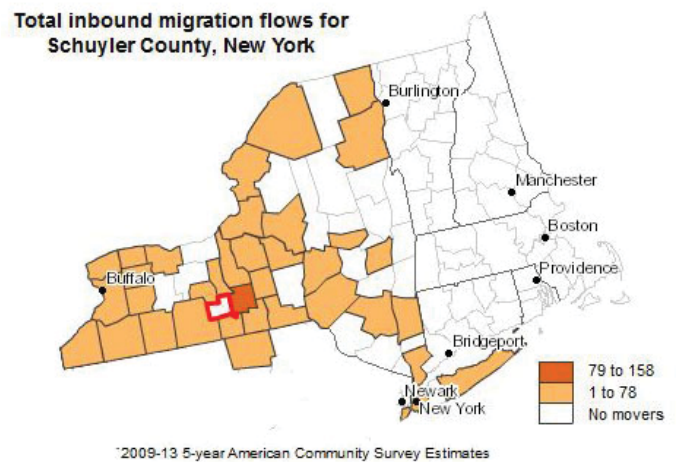 Total inbound migration flows for
Schuyler County, New York
Burlington
Manchester
Boston
Providence
Buffalo
Bridgeport
Newark
New York
79 to 158
1 to 78
No movers
`2009-13 5-year American Community Survey Estimates